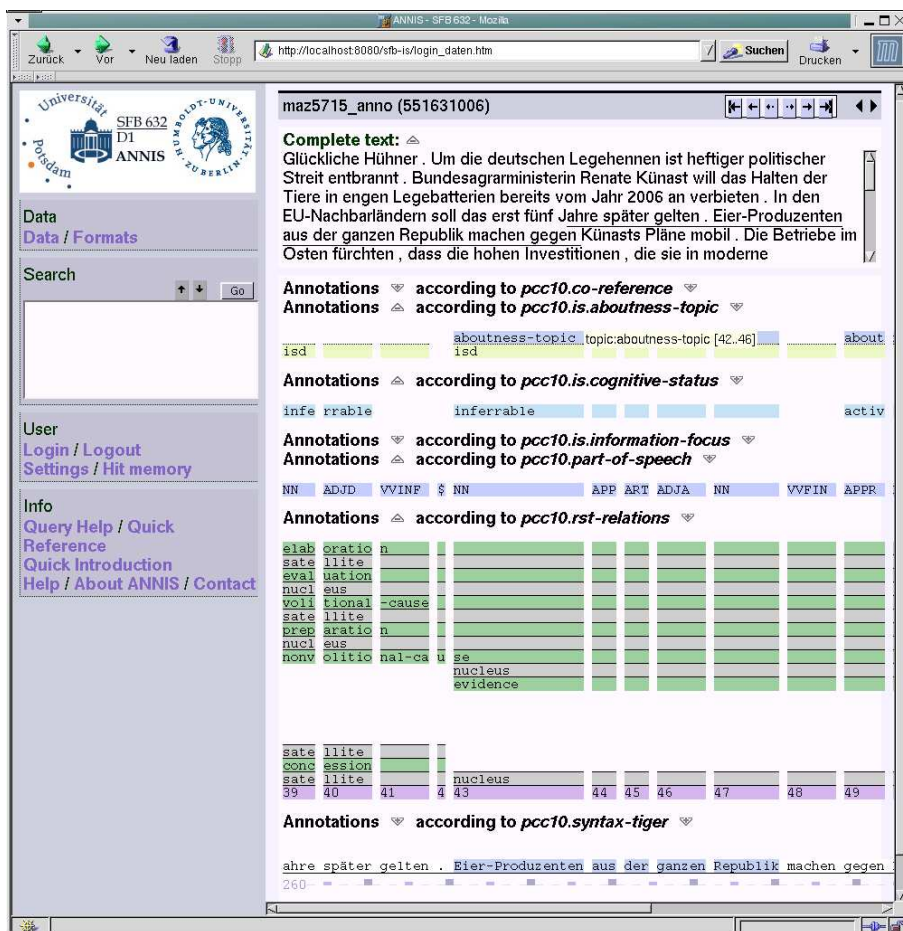 ANNIS - SFB 632 - Mozilla
Zurück Vor Neu laden Stopp http://localhost:8080/sfb-is/login_daten.htm Suchen Drucken
Universität Potsdam
SFB 632
D1
ANNIS
HUMBOLDT-UNIVERSITÄT ZU BERLIN
Data
Data / Formats
Search
Go
User
Login / Logout
Settings / Hit memory
Info
Query Help / Quick
Reference
Quick Introduction
Help / About ANNIS / Contact
maz5715_anno (551631006)
Complete text:
Glückliche Hühner . Um die deutschen Legehennen ist heftiger politischer
Streit entbrannt . Bundesagrarministerin Renate Künast will das Halten der
Tiere in engen Legebatterien bereits vom Jahr 2006 an verbieten . In den
EU-Nachbarländern soll das erst fünf Jahre später gelten . Eier-Produzenten
aus der ganzen Republik machen gegen Künasts Pläne mobil . Die Betriebe im
Osten fürchten , dass die hohen Investitionen , die sie in moderne
Annotations according to pcc10.co-reference
Annotations according to pcc10.is.aboutness-topic
aboutness-topic topic:aboutness-topic [42..46] about
isd isd
Annotations according to pcc10.is.cognitive-status
infe rrable inferrable activ
Annotations according to pcc10.is.information-focus
Annotations according to pcc10.part-of-speech
NN ADJD VVINF $ NN APP ART ADJA NN VVFIN APPR
Annotations according to pcc10.rst-relations
elab oratio n
sate llite
eval uation
nucl eus
voli tional -cause
sate llite
prep aratio n
nucl eus
nonv olitio nal-ca u se
nucleus
evidence
sate llite
conc ession
sate llite nucleus
39 40 41 4 43 44 45 46 47 48 49
Annotations according to pcc10.syntax-tiger
ahre später gelten . Eier-Produzenten aus der ganzen Republik machen gegen
260